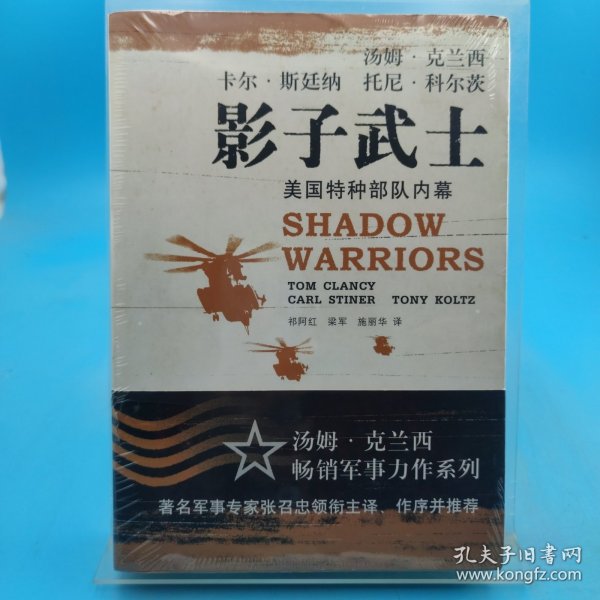 汤姆·克兰西
卡尔·斯廷纳 托尼·科尔茨
影子武士
美国特种部队内幕
SHADOW
WARRIORS
TOM CLANCY
CARL STINER TONY KOLTZ
祁阿红 梁军 施丽华 译
汤姆·克兰西
畅销军事力作系列
著名军事专家张召忠领衔主译、作序并推荐
孔夫子旧书网
www.kongfz.com